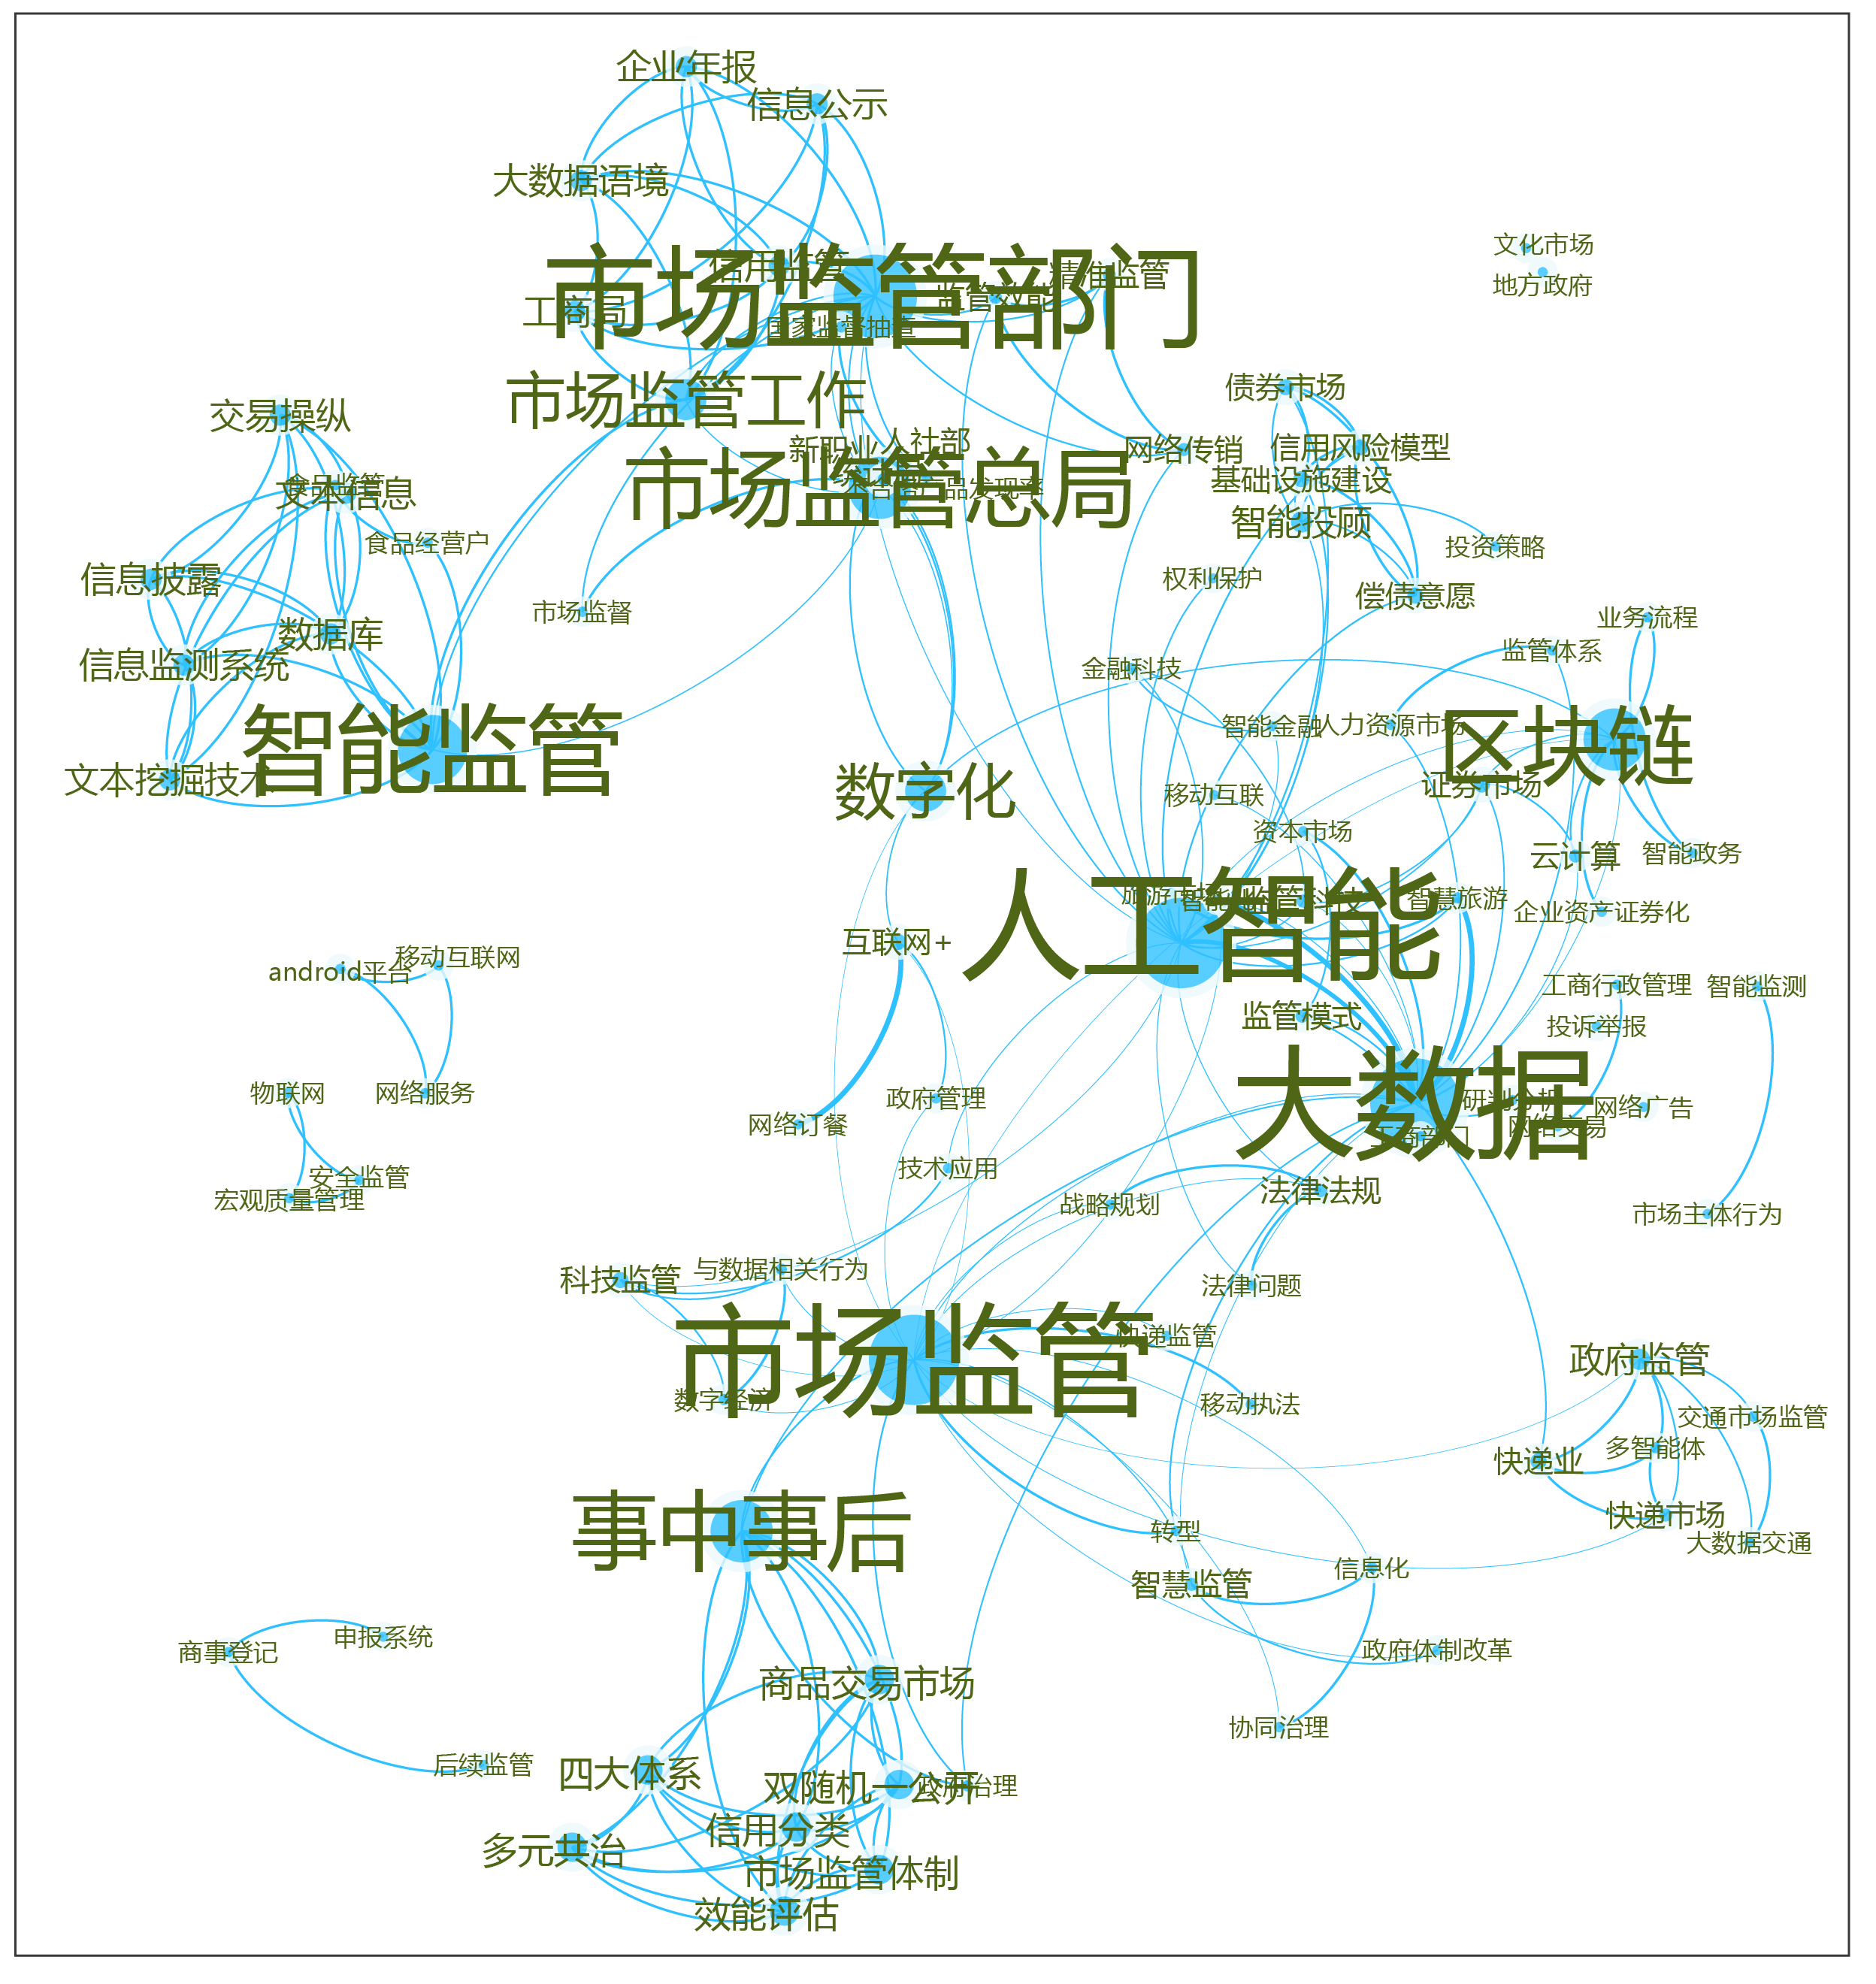 企业年报
信息公示
大数据语境
文化市场
信用监管
精准监管
地方政府
市场监管部门
监管效能
工商局
国家监督抽查
债券市场
市场监管工作
交易操纵
人社部
新职业
网络传销
信用风险模型
基础设施建设
市场监管总局
食品监管
文本信息
智能投顾
食品经营户
投资策略
信息披露
权利保护
偿债意愿
市场监督
业务流程
数据库
监管体系
信息监测系统
金融科技
智能金融
人力资源市场
区块链
智能监管
文本挖掘技术
数字化
证券市场
移动互联
资本市场
云计算
智能政务
智慧旅游
企业资产证券化
人工智能
互联网+
移动互联网
android平台
工商行政管理
智能监测
监管模式
投诉举报
物联网
网络服务
政府管理
大数据
研判分析
网络广告
网络订餐
网络交易
工商部门
技术应用
安全监管
宏观质量管理
战略规划
法律法规
市场主体行为
科技监管
与数据相关行为
法律问题
快递监管
市场监管
政府监管
数字经济
移动执法
交通市场监管
多智能体
快递业
事中事后
快递市场
转型
大数据交通
信息化
智慧监管
申报系统
商事登记
政府体制改革
商品交易市场
协同治理
后续监管
四大体系
双随机一公开
政府治理
信用分类
多元共治
市场监管体制
效能评估